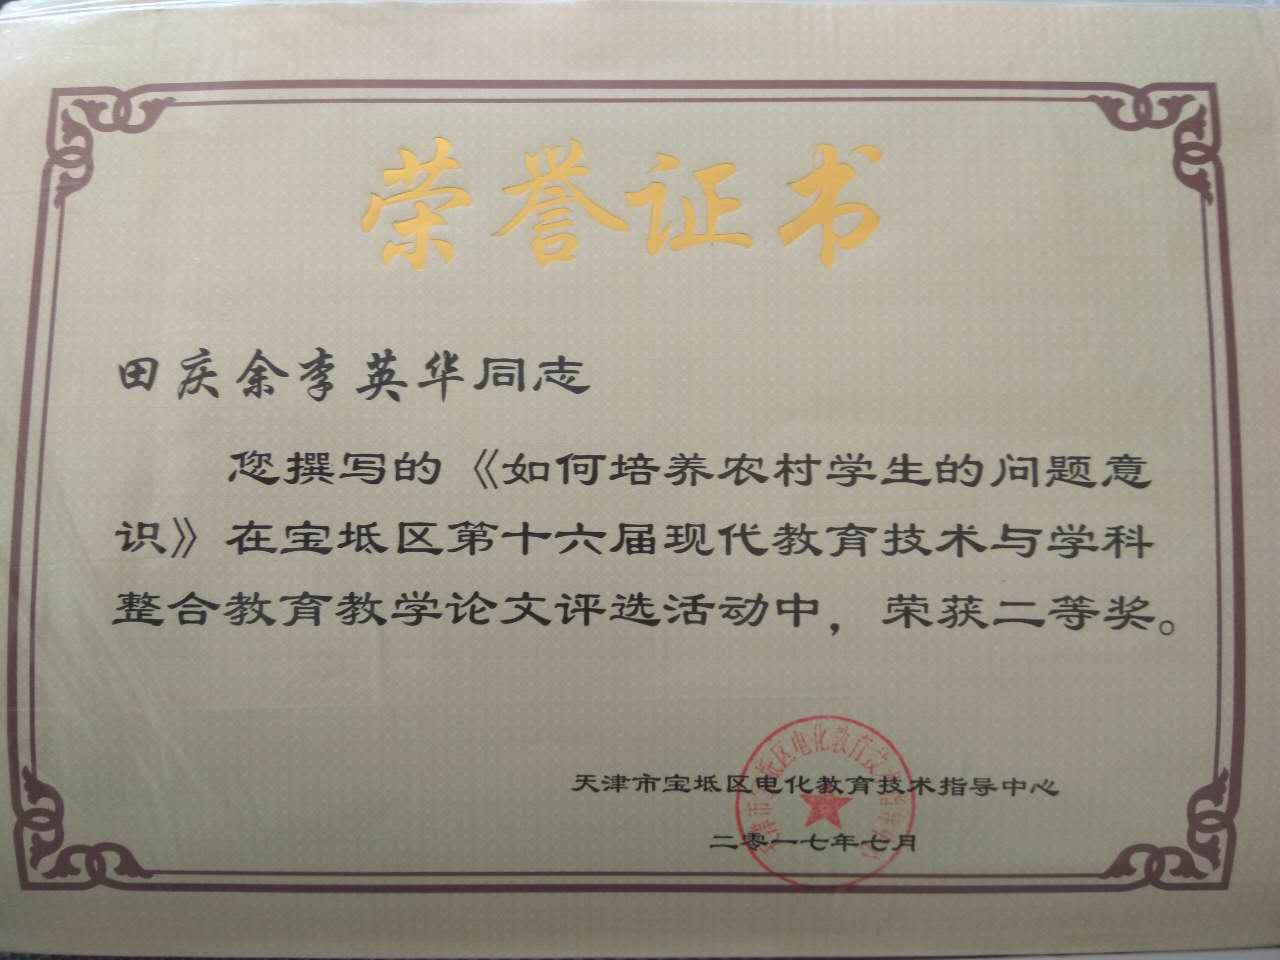 荣誉证书
田庆余李英华同志
您撰写的《如何培养农村学生的问题意
识》在宝坻区第十六届现代教育技术与学科
整合教育教学论文评选活动中，荣获二等奖。
天津市宝坻区电化教育技术指导中心
二零一七年七月